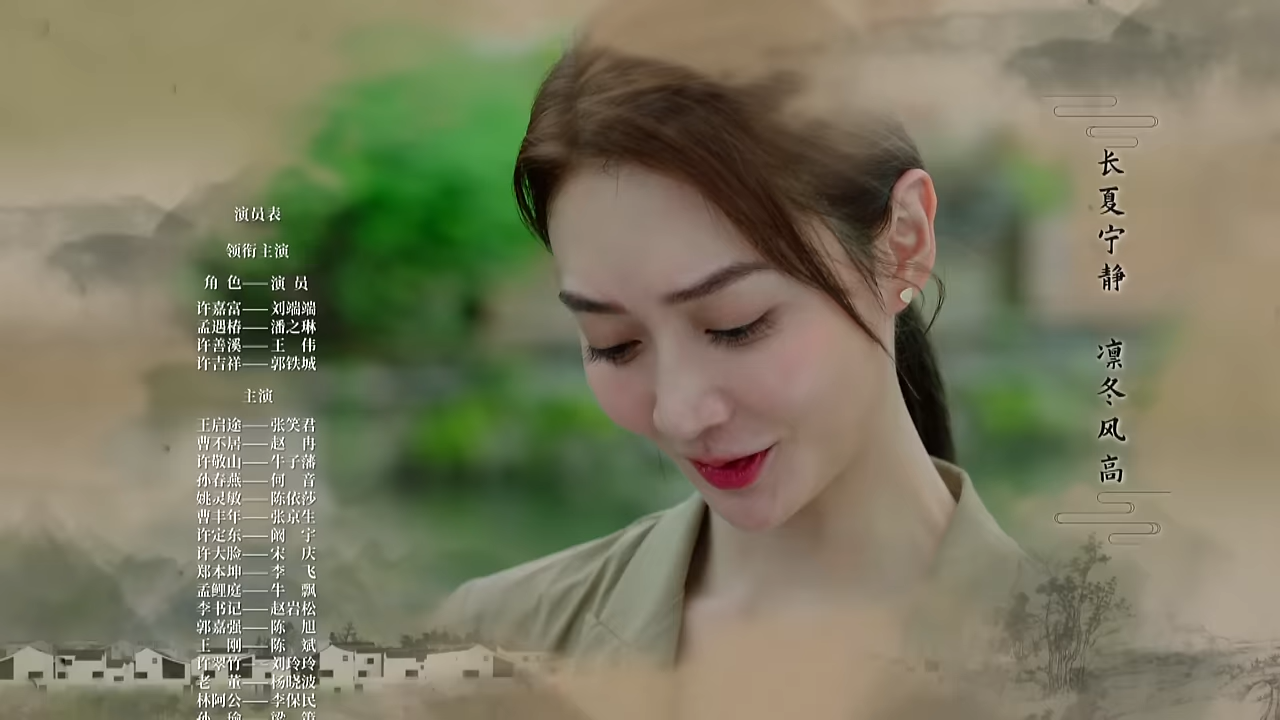 演员表
领衔主演
角 色——演 员
许嘉富——刘端端
孟遇椿——潘之琳
许善溪——王 伟
许吉祥——郭铁城
主演
王启途——张笑君
曹不居——赵 冉
许敬山——牛子藩
孙春燕——何 音
姚灵敏——陈依莎
曹丰年——张京生
许定东——阚 宇
许大脸——宋 庆
郑本坤——李 飞
孟鲤庭——牛 飘
李书记——赵岩松
郭嘉强——陈 旭
王 刚——陈 斌
许翠竹——刘玲玲
老 董——杨晓波
林阿公——李保民
长夏宁静
凛冬风高